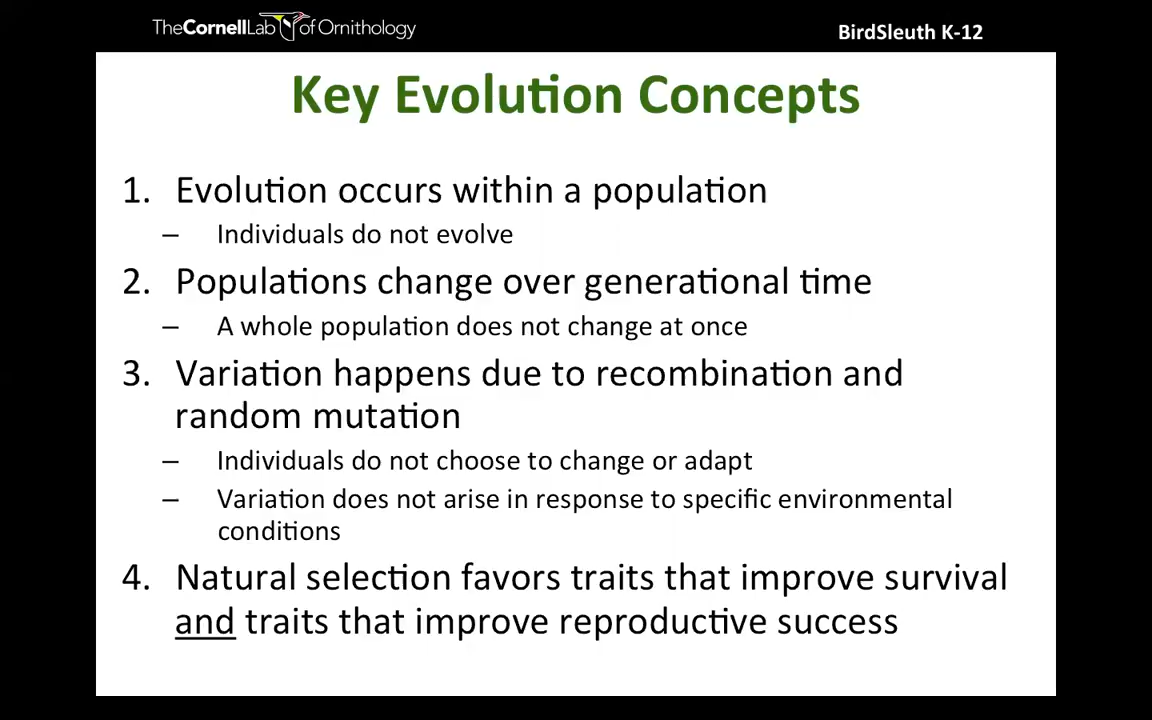 TheCornellLab of Ornithology
BirdSleuth K-12
Key Evolution Concepts
1. Evolution occurs within a population
– Individuals do not evolve
2. Populations change over generational time
– A whole population does not change at once
3. Variation happens due to recombination and
random mutation
– Individuals do not choose to change or adapt
– Variation does not arise in response to specific environmental
conditions
4. Natural selection favors traits that improve survival
and traits that improve reproductive success